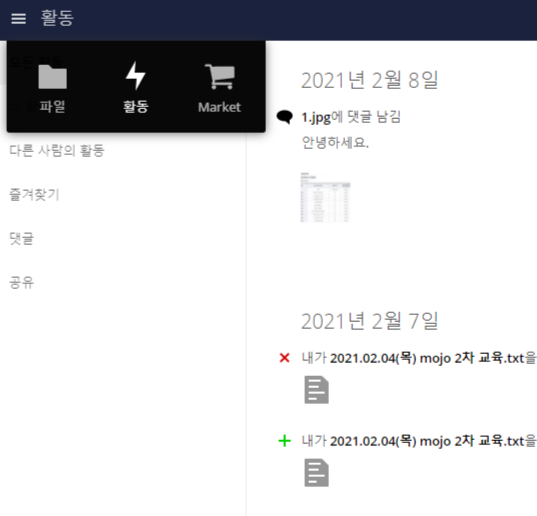 활동
파일
활동
Market
다른 사람의 활동
즐겨찾기
댓글
공유
2021년 2월 8일
1.jpg에 댓글 남김
안녕하세요.
2021년 2월 7일
내가 2021.02.04(목) mojo 2차 교육.txt을
내가 2021.02.04(목) mojo 2차 교육.txt을